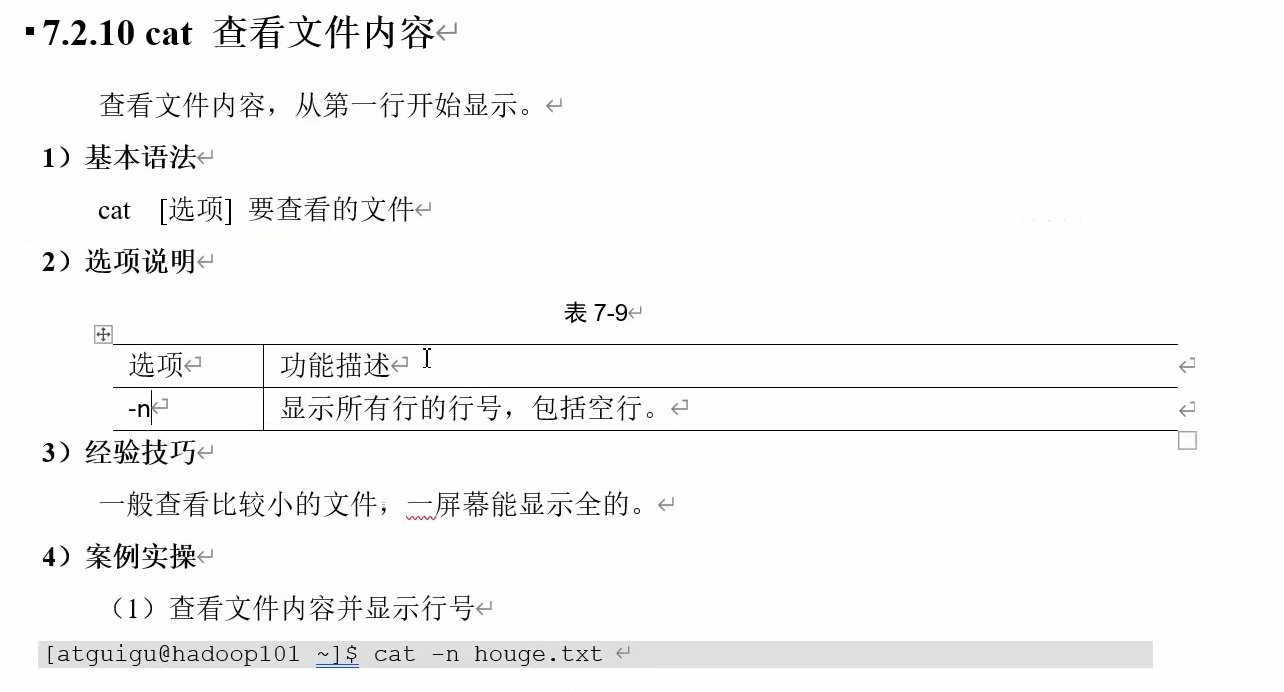 7.2.10 cat 查看文件内容
查看文件内容，从第一行开始显示。
1）基本语法
cat [选项] 要查看的文件
2）选项说明
表 7-9
选项 功能描述
-n 显示所有行的行号，包括空行。
3）经验技巧
一般查看比较小的文件，一屏幕能显示全的。
4）案例实操
（1）查看文件内容并显示行号
[atguigu@hadoop101 ~]$ cat -n houge.txt